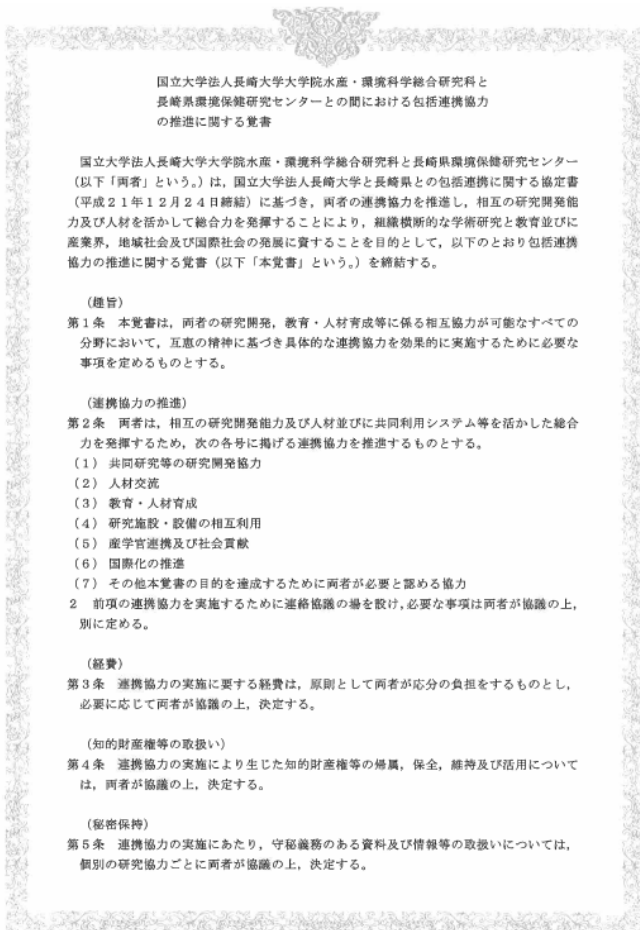 国立大学法人長崎大学大学院水産・環境科学総合研究科と
長崎県環境保健研究センターとの間における包括連携協力
の推進に関する覚書
国立大学法人長崎大学大学院水産・環境科学総合研究科と長崎県環境保健研究センター
（以下「両者」という。）は，国立大学法人長崎大学と長崎県との包括連携に関する協定書
（平成２１年１２月２４日締結）に基づき，両者の連携協力を推進し，相互の研究開発能
力及び人材を活かして総合力を発揮することにより，組織横断的な学術研究と教育並びに
産業界，地域社会及び国際社会の発展に資することを目的として，以下のとおり包括連携
協力の推進に関する覚書（以下「本覚書」という。）を締結する。
（趣旨）
第１条　本覚書は，両者の研究開発，教育・人材育成等に係る相互協力が可能なすべての
分野において，互恵の精神に基づき具体的な連携協力を効果的に実施するために必要な
事項を定めるものとする。
（連携協力の推進）
第２条　両者は，相互の研究開発能力及び人材並びに共同利用システム等を活かした総合
力を発揮するため，次の各号に掲げる連携協力を推進するものとする。
（１）　共同研究等の研究開発協力
（２）　人材交流
（３）　教育・人材育成
（４）　研究施設・設備の相互利用
（５）　産学官連携及び社会貢献
（６）　国際化の推進
（７）　その他本覚書の目的を達成するために両者が必要と認める協力
２　前項の連携協力を実施するために連絡協議の場を設け，必要な事項は両者が協議の上，
別に定める。
（経費）
第３条　連携協力の実施に要する経費は，原則として両者が応分の負担をするものとし，
必要に応じて両者が協議の上，決定する。
（知的財産権等の取扱い）
第４条　連携協力の実施により生じた知的財産権等の帰属，保全，維持及び活用について
は，両者が協議の上，決定する。
（秘密保持）
第５条　連携協力の実施にあたり，守秘義務のある資料及び情報等の取扱いについては，
個別の研究協力ごとに両者が協議の上，決定する。